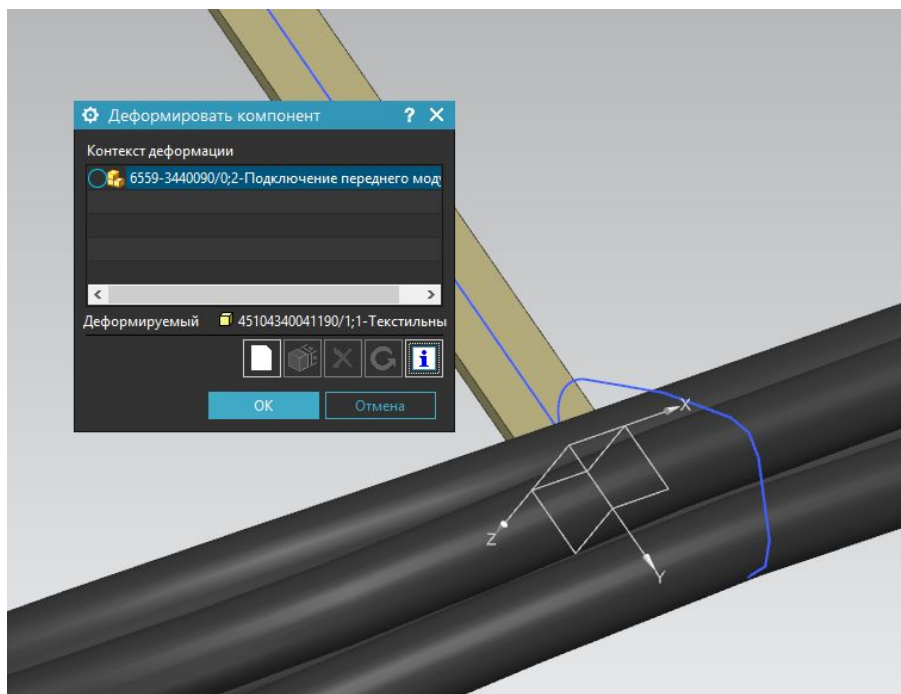 Деформировать компонент ? X
Контекст деформации
6559-3440090/0;2-Подключение переднего мод
Деформируемый 45104340041190/1;1-Текстильны
i
ОК Отмена
X
Z
Y